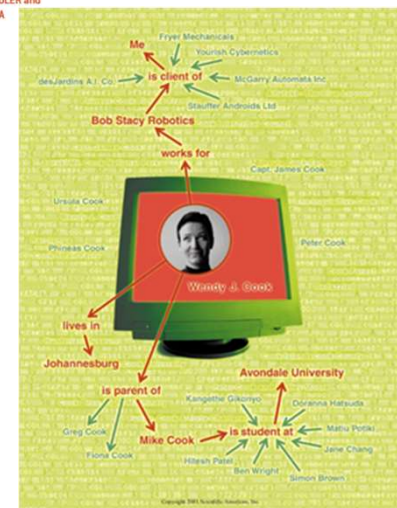 Me
Fryer Mechanicals
Yourish Cybernetics
desJardins A.I. Co.
is client of
McGarry Automata Inc
Stauffer Androids Ltd
Bob Stacy Robotics
works for
Capt. James Cook
Ursula Cook
Phineas Cook
Peter Cook
Wendy J. Cook
lives in
Johannesburg
is parent of
Greg Cook
Fiona Cook
Mike Cook
Avondale University
Kangethe Gikonyo
Doranna Hatsuda
is student at
Matiu Potiki
Jane Chang
Hitesh Patel
Ben Wright
Simon Brown